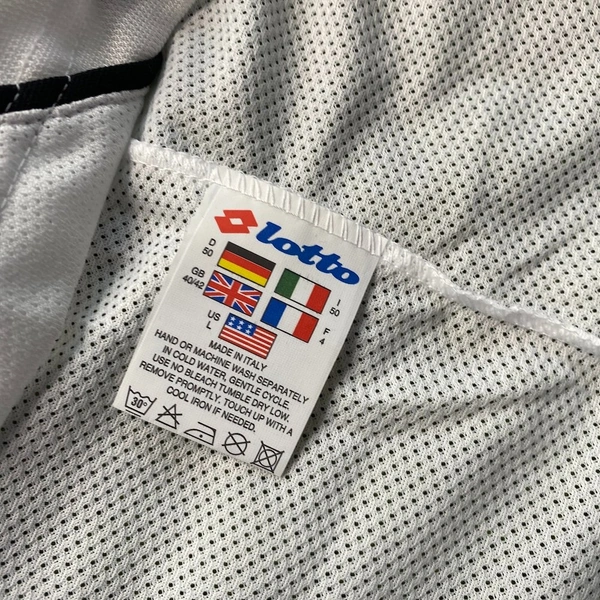 lotto
D
50
I
50
GB
40/42
F
4
US
L
MADE IN ITALY
HAND OR MACHINE WASH SEPARATELY
IN COLD WATER, GENTLE CYCLE.
USE NO BLEACH TUMBLE DRY LOW.
REMOVE PROMPTLY. TOUCH UP WITH A
COOL IRON IF NEEDED.
30°